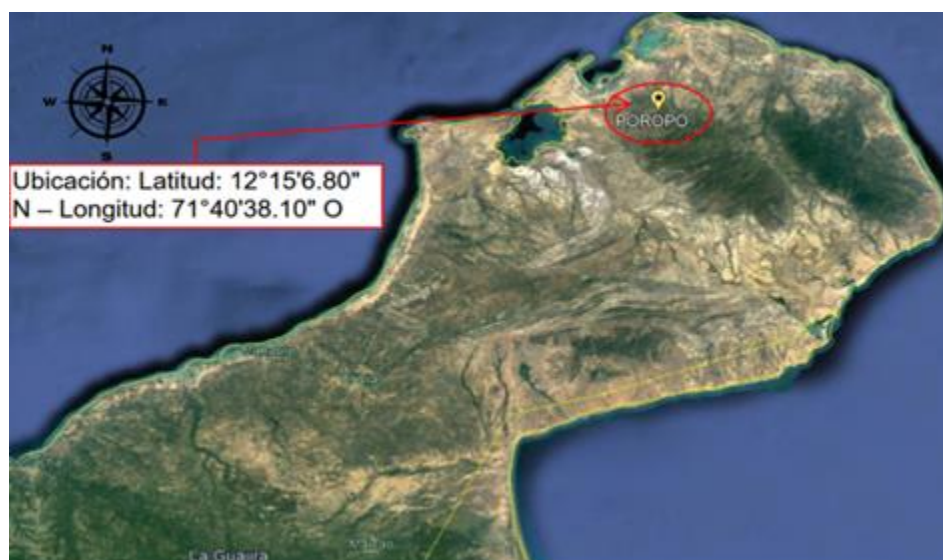 N
W E
S
POROPO
Ubicación: Latitud: 12°15'6.80"
N – Longitud: 71°40'38.10" O
La Guajira